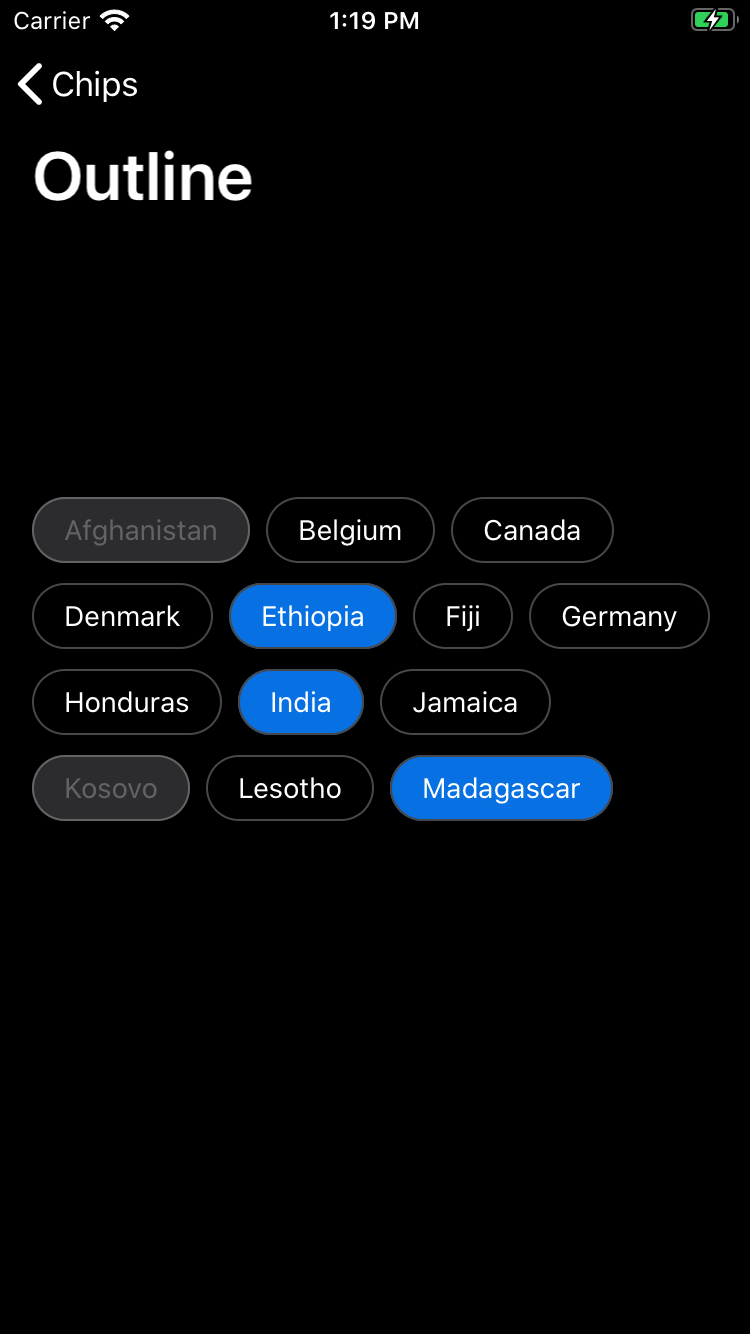 Carrier 1:19 PM
Chips
Outline
Afghanistan Belgium Canada
Denmark Ethiopia Fiji Germany
Honduras India Jamaica
Kosovo Lesotho Madagascar